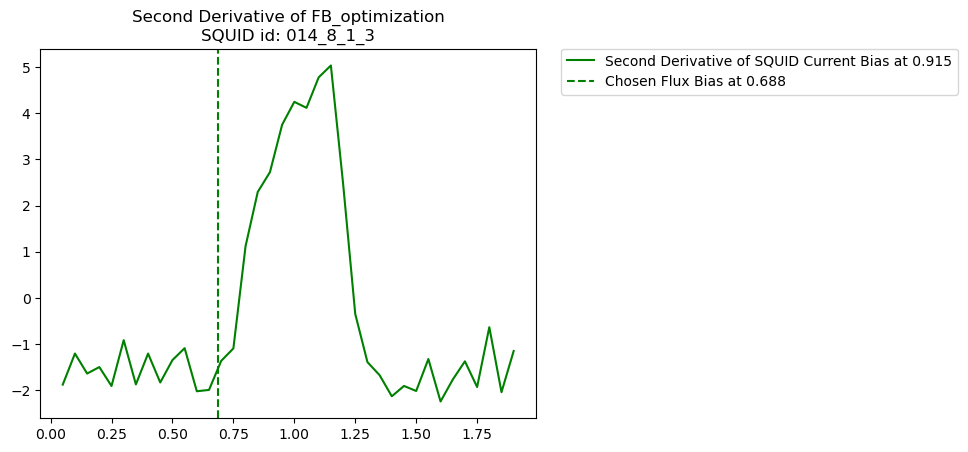 Second Derivative of FB_optimization
SQUID id: 014_8_1_3
Second Derivative of SQUID Current Bias at 0.915
Chosen Flux Bias at 0.688
5
4
3
2
1
0
−1
−2
0.00 0.25 0.50 0.75 1.00 1.25 1.50 1.75